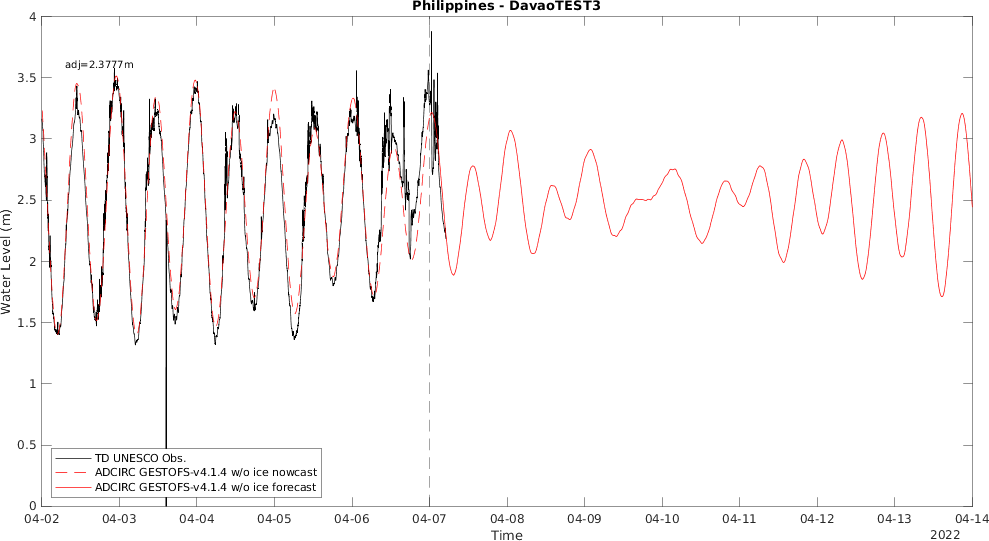 Philippines - DavaoTEST3
Water Level (m)
4
3.5
3
2.5
2
1.5
1
0.5
0
adj=2.3777m
TD UNESCO Obs.
ADCIRC GESTOFS-v4.1.4 w/o ice nowcast
ADCIRC GESTOFS-v4.1.4 w/o ice forecast
04-02 04-03 04-04 04-05 04-06 04-07 04-08 04-09 04-10 04-11 04-12 04-13 04-14
Time
2022